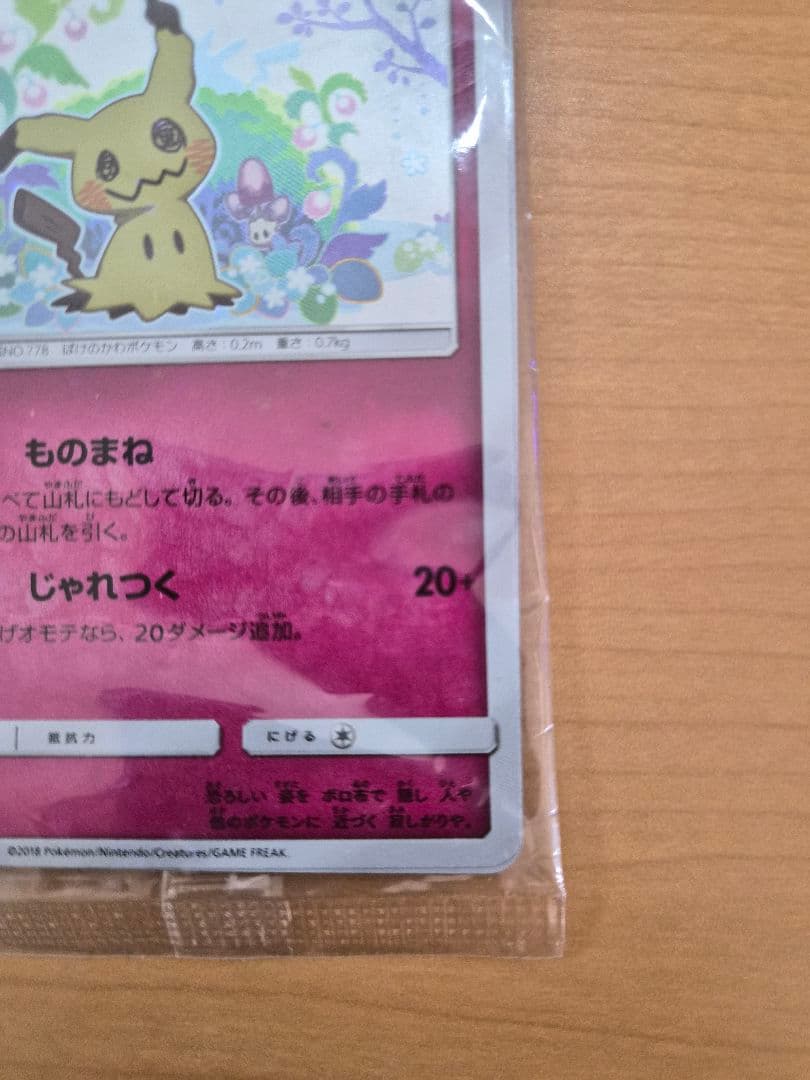 NO.778 ばけのかわポケモン 高さ:0.2m 重さ:0.7kg
ものまね
べて山札にもどして切る。その後、相手の手札の
の山札を引く。
じゃれつく 20+
げオモテなら、20ダメージ追加。
抵抗力 にげる
恐ろしい 姿を ボロ布で 隠し 人や
他のポケモンに 近づく 寂しがりや。
©2018 Pokémon/Nintendo/Creatures/GAME FREAK.